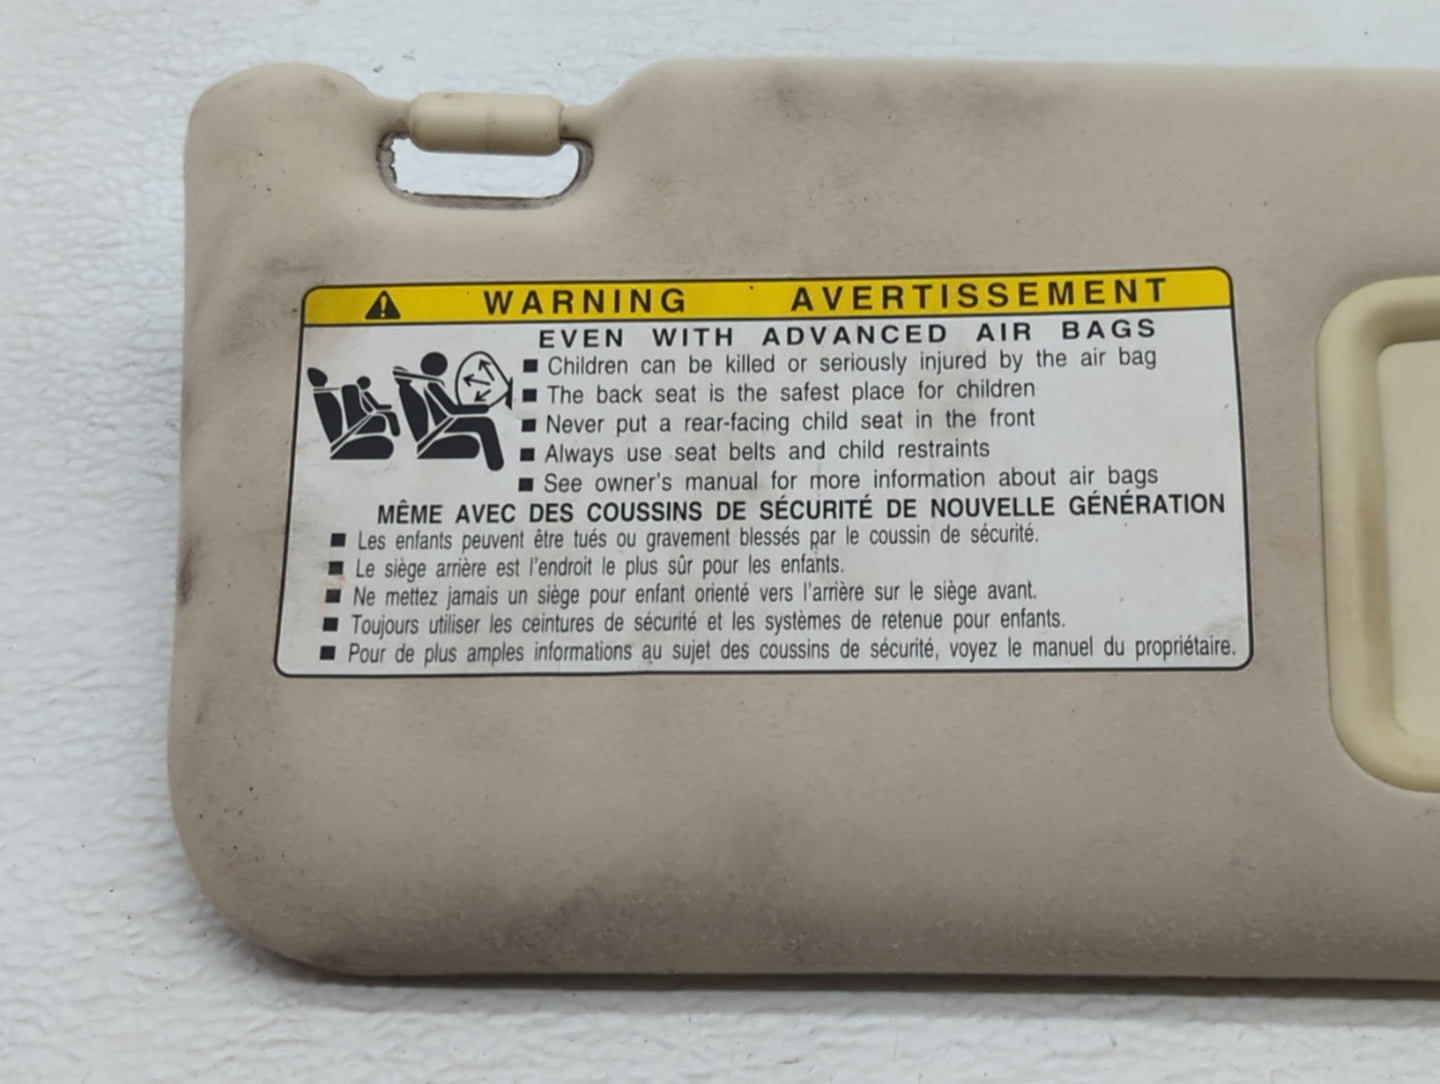 WARNING AVERTISSEMENT
EVEN WITH ADVANCED AIR BAGS
■ Children can be killed or seriously injured by the air bag
■ The back seat is the safest place for children
■ Never put a rear-facing child seat in the front
■ Always use seat belts and child restraints
■ See owner's manual for more information about air bags
MÊME AVEC DES COUSSINS DE SÉCURITÉ DE NOUVELLE GÉNÉRATION
■ Les enfants peuvent être tués ou gravement blessés par le coussin de sécurité.
■ Le siège arrière est l'endroit le plus sûr pour les enfants.
■ Ne mettez jamais un siège pour enfant orienté vers l'arrière sur le siège avant.
■ Toujours utiliser les ceintures de sécurité et les systèmes de retenue pour enfants.
■ Pour de plus amples informations au sujet des coussins de sécurité, voyez le manuel du propriétaire.